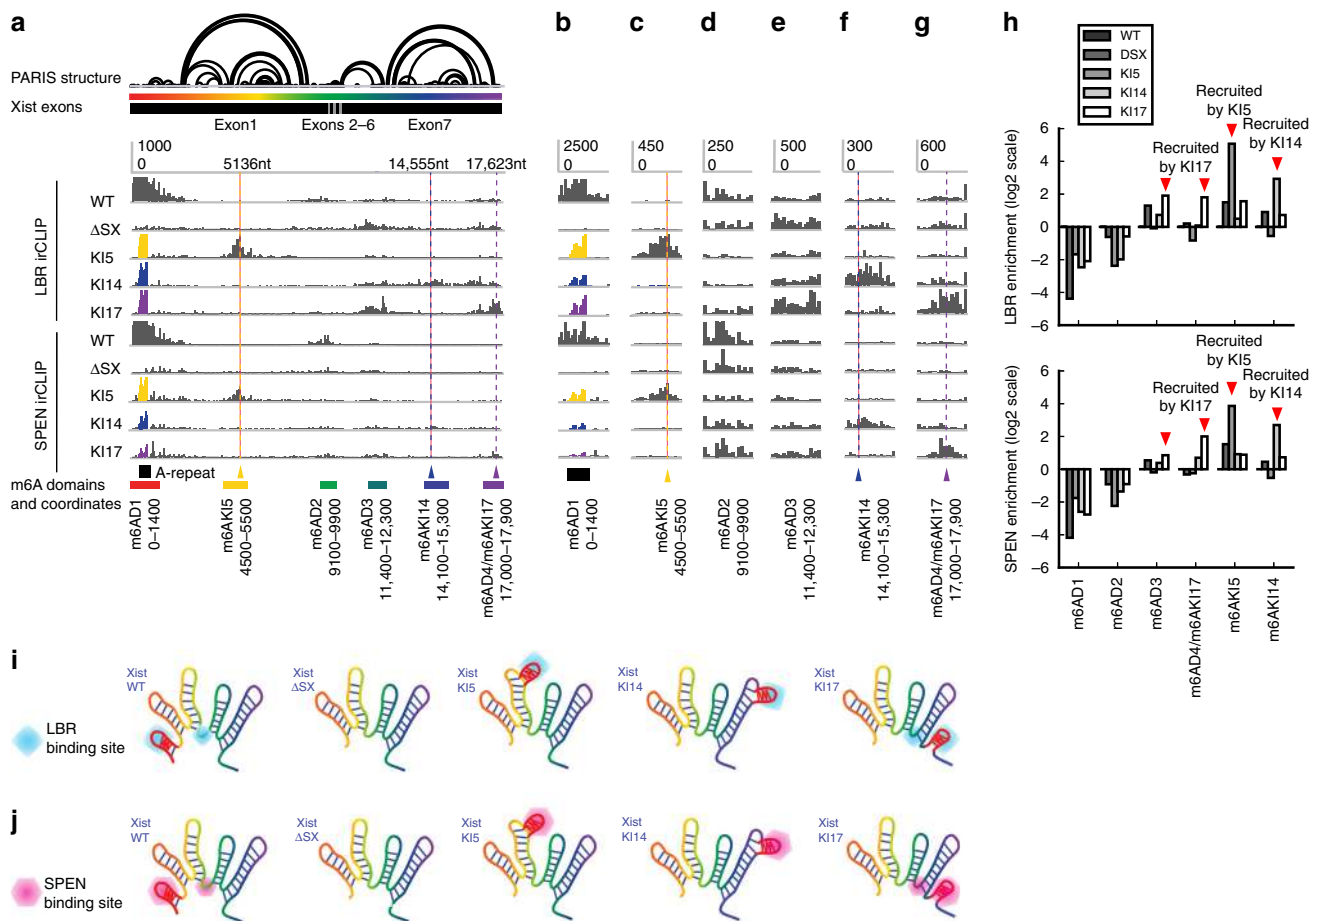 a
PARIS structure
Xist exons
Exon1
Exons 2–6
Exon7
1000
0
5136nt
14,555nt
17,623nt
LBR irCLIP
WT
ΔSX
KI5
KI14
KI17
SPEN irCLIP
WT
ΔSX
KI5
KI14
KI17
A-repeat
m6A domains
and coordinates
m6AD1
0–1400
m6AKI5
4500–5500
m6AD2
9100–9900
m6AD3
11,400–12,300
m6AKI14
14,100–15,300
m6AD4/m6AKI17
17,000–17,900
b
2500
0
m6AD1
0–1400
c
450
0
m6AKI5
4500–5500
d
250
0
m6AD2
9100–9900
e
500
0
m6AD3
11,400–12,300
f
300
0
m6AKI14
14,100–15,300
g
600
0
m6AD4/m6AKI17
17,000–17,900
h
WT
DSX
KI5
KI14
KI17
LBR enrichment (log2 scale)
6
4
2
0
−2
−4
−6
Recruited
by KI17
Recruited
by KI5
Recruited
by KI14
SPEN enrichment (log2 scale)
6
4
2
0
−2
−4
−6
Recruited
by KI17
Recruited
by KI5
Recruited
by KI14
m6AD1
m6AD2
m6AD3
m6AD4/m6AKI17
m6AKI5
m6AKI14
i
LBR
binding site
Xist
WT
Xist
ΔSX
Xist
KI5
Xist
KI14
Xist
KI17
j
SPEN
binding site
Xist
WT
Xist
ΔSX
Xist
KI5
Xist
KI14
Xist
KI17